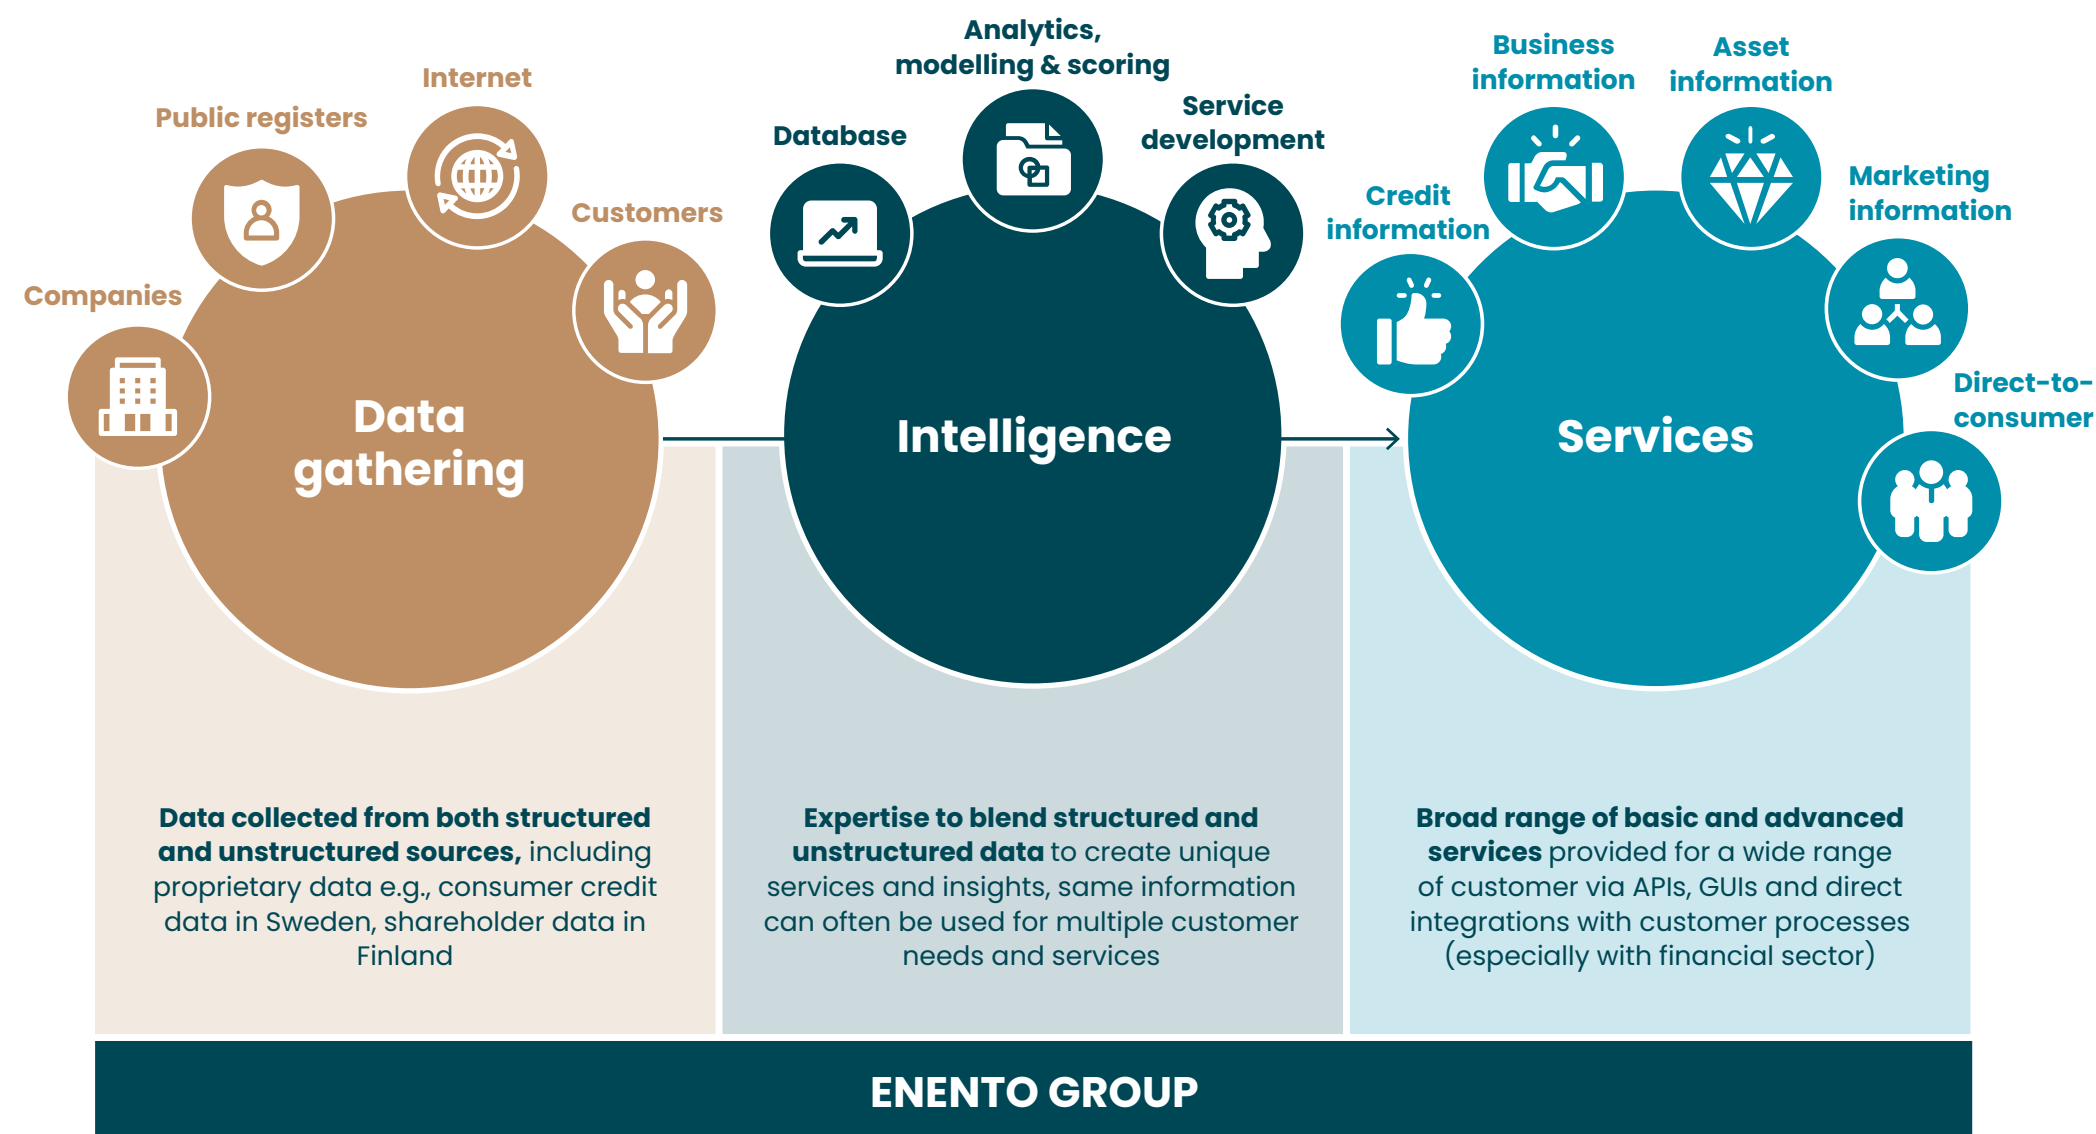 Companies
Public registers
Internet
Customers
Data
gathering
Data collected from both structured
and unstructured sources, including
proprietary data e.g., consumer credit
data in Sweden, shareholder data in
Finland
Database
Analytics,
modelling & scoring
Service
development
Intelligence
Expertise to blend structured and
unstructured data to create unique
services and insights, same information
can often be used for multiple customer
needs and services
Credit
information
Business
information
Asset
information
Marketing
information
Direct-to-
consumer
Services
Broad range of basic and advanced
services provided for a wide range
of customer via APIs, GUIs and direct
integrations with customer processes
(especially with financial sector)
ENENTO GROUP